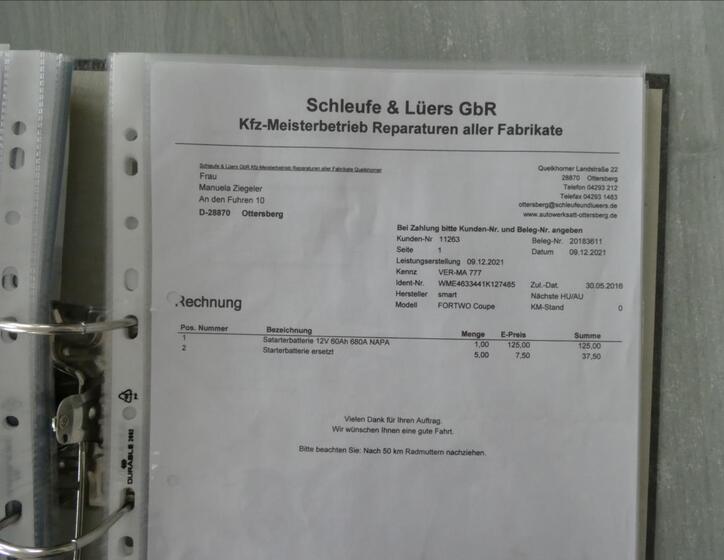 Schleufe & Lüers GbR
Kfz-Meisterbetrieb Reparaturen aller Fabrikate
Schleufe & Lüers GbR Kfz-Meisterbetrieb Reparaturen aller Fabrikate Quelkhorner
Frau
Manuela Ziegeler
An den Fuhren 10
D-28870 Ottersberg
Quelkhorner Landstraße 22
28870 Ottersberg
Telefon 04293 212
Telefax 04293 1483
ottersberg@schleufeundlueers.de
www.autowerksatt-ottersberg.de
Bei Zahlung bitte Kunden-Nr. und Beleg-Nr. angeben
Kunden-Nr 11263 Beleg-Nr. 20183611
Seite 1 Datum 09.12.2021
Leistungserstellung 09.12.2021
Kennz VER-MA 777
Ident-Nr. WME4633441K127485 Zul.-Dat. 30.05.2016
Hersteller smart Nächste HU/AU
Modell FORTWO Coupe KM-Stand 0
Rechnung
Pos. Nummer Bezeichnung Menge E-Preis Summe
1 Satarterbatterie 12V 60Ah 680A NAPA 1,00 125,00 125,00
2 Starterbatterie ersetzt 5,00 7,50 37,50
Vielen Dank für Ihren Auftrag.
Wir wünschen Ihnen eine gute Fahrt.
Bitte beachten Sie: Nach 50 km Radmuttern nachziehen.
DURABLE 2662